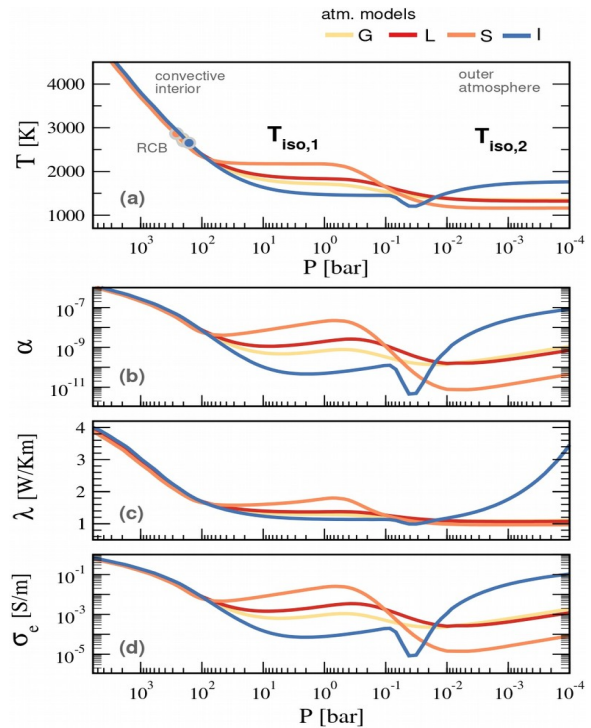 atm. models
G L S I
convective interior
outer atmosphere
RCB
T_iso,1
T_iso,2
T [K]
4000
3000
2000
1000
(a)
10^3 10^2 10^1 10^0 10^-1 10^-2 10^-3 10^-4
P [bar]
α
10^-7
10^-9
10^-11
(b)
λ [W/Km]
4
3
2
1
(c)
σ_e [S/m]
10^-1
10^-3
10^-5
(d)
10^3 10^2 10^1 10^0 10^-1 10^-2 10^-3 10^-4
P [bar]